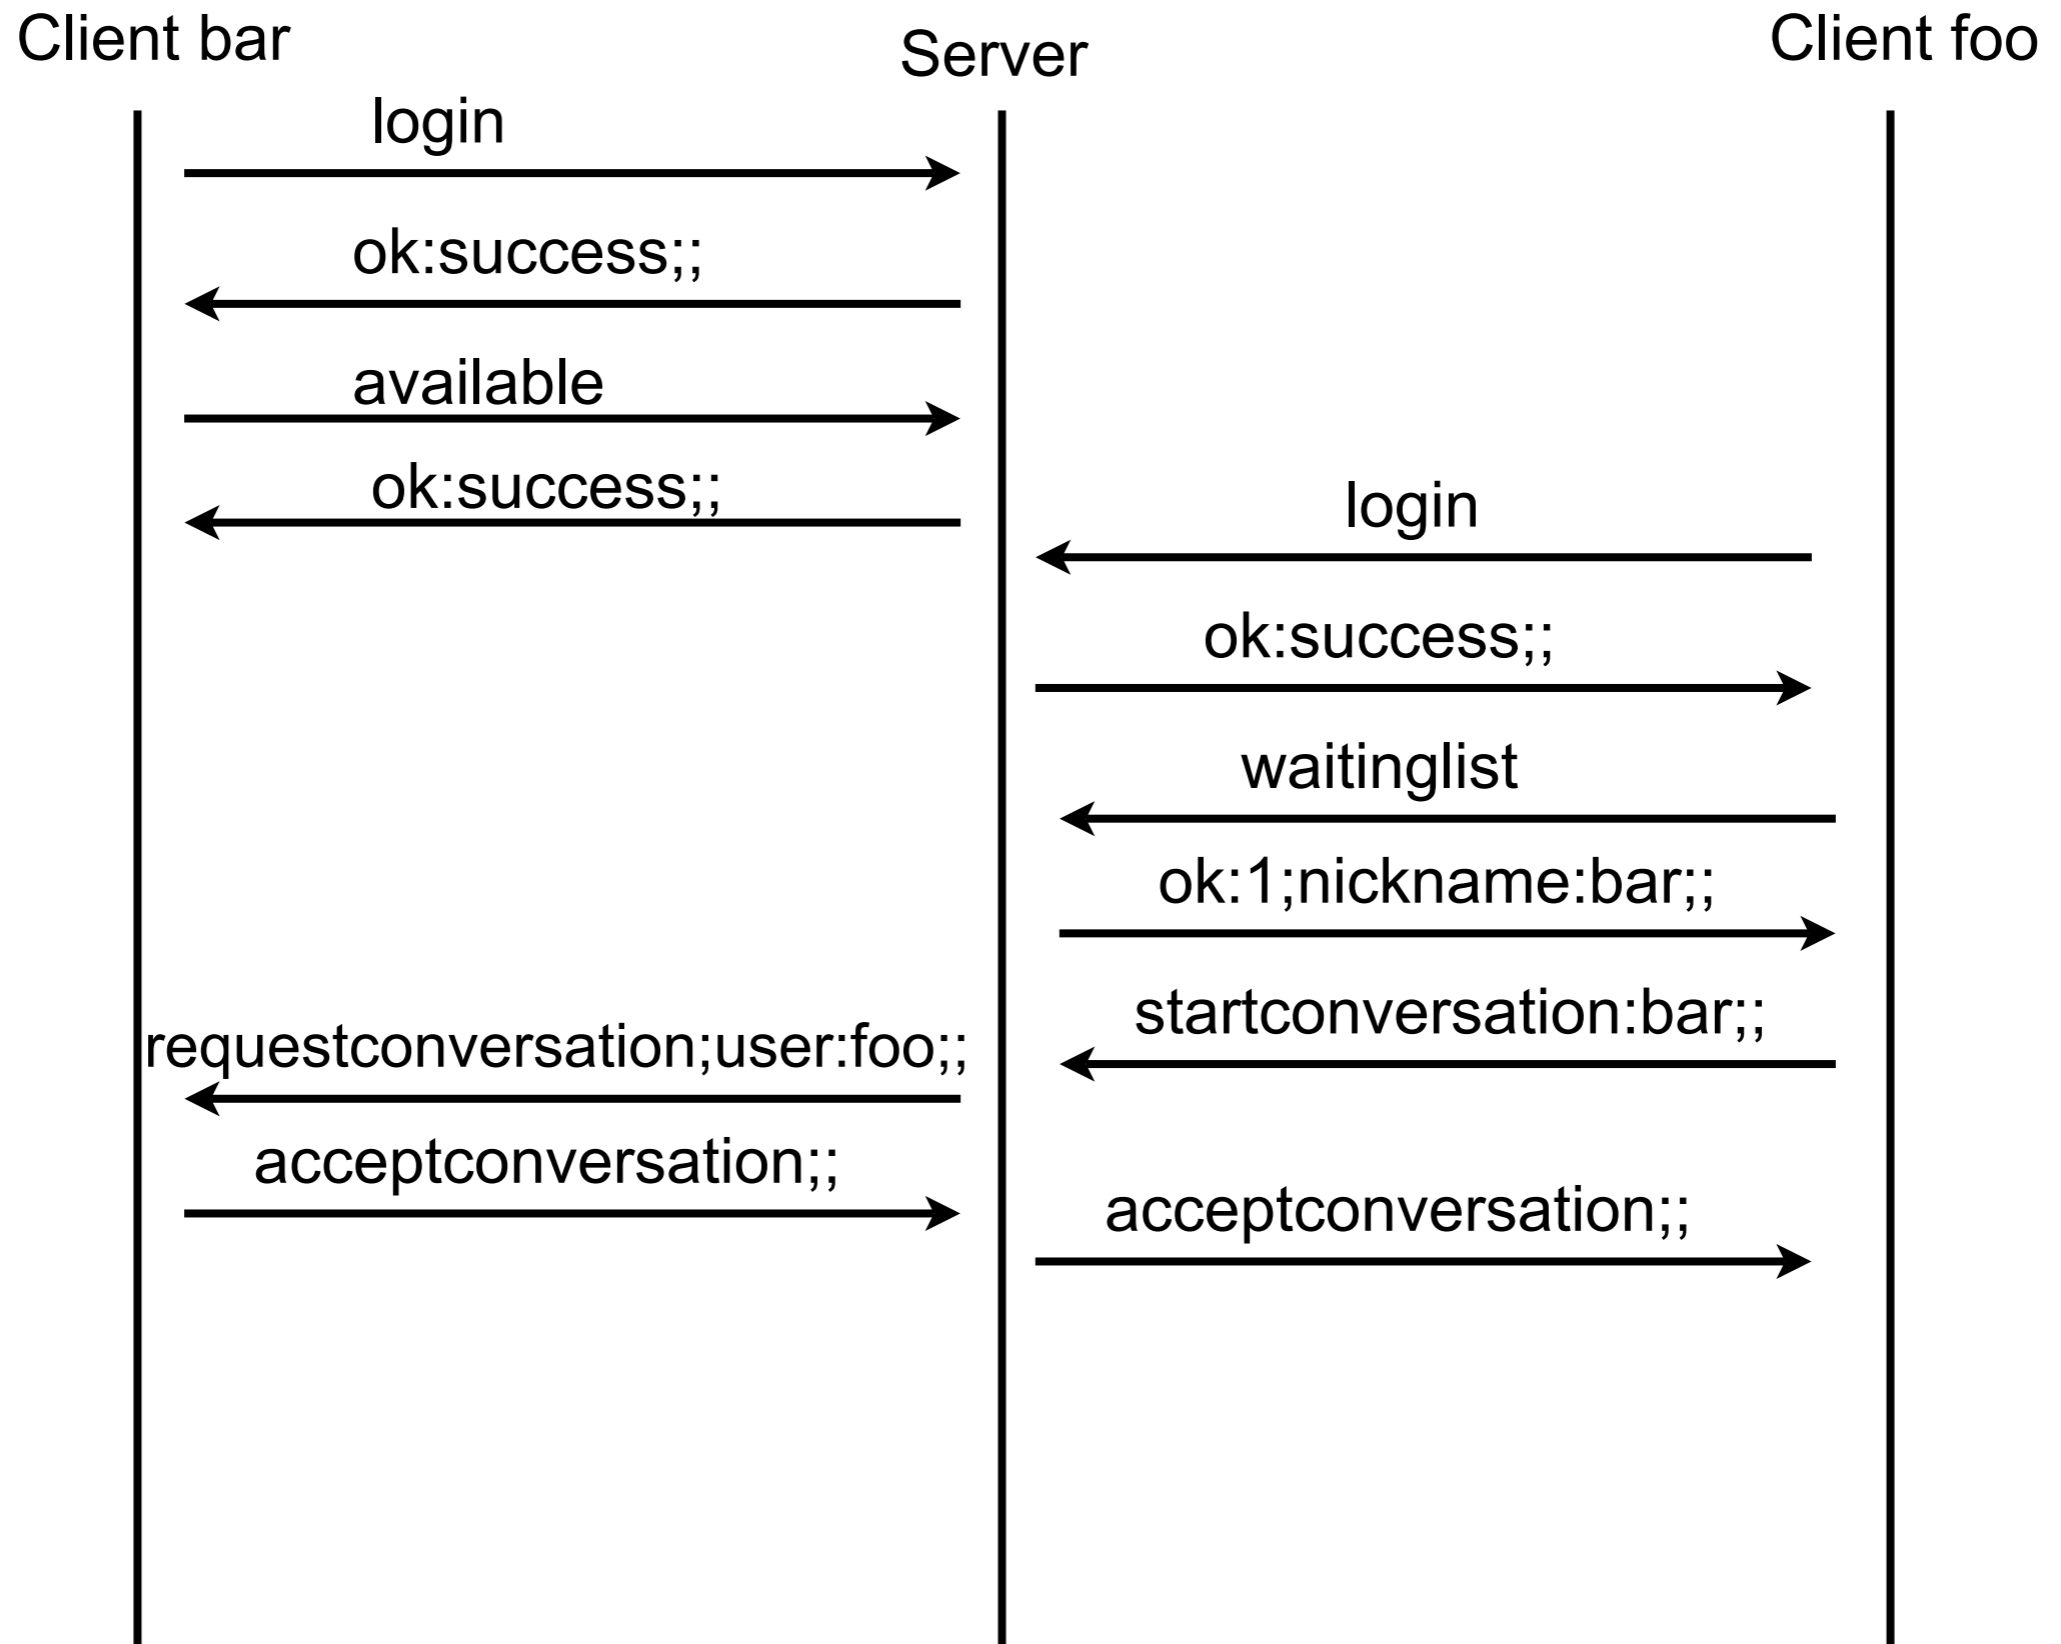 Client bar
Server
Client foo
login
ok:success;;
available
ok:success;;
login
ok:success;;
waitinglist
ok:1;nickname:bar;;
startconversation:bar;;
requestconversation;user:foo;;
acceptconversation;;
acceptconversation;;